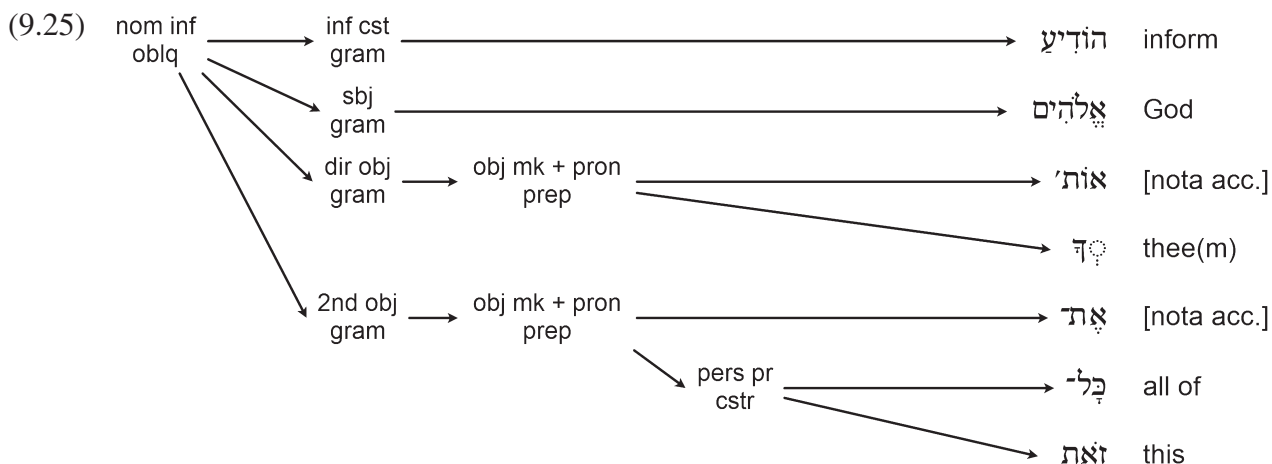 (9.25) nom inf oblq
inf cst gram הוֹדִיעַ inform
sbj gram אֱלֹהִים God
dir obj gram obj mk + pron prep אוֹת׳ [nota acc.]
◌ְךָ thee(m)
2nd obj gram obj mk + pron prep אֶת־ [nota acc.]
pers pr cstr כָּל־ all of
זֹאת this